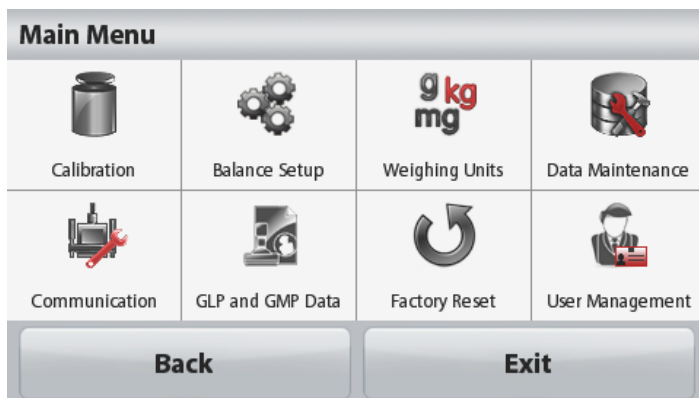 Main Menu
g kg
mg
Calibration
Balance Setup
Weighing Units
Data Maintenance
Communication
GLP and GMP Data
Factory Reset
User Management
Back
Exit